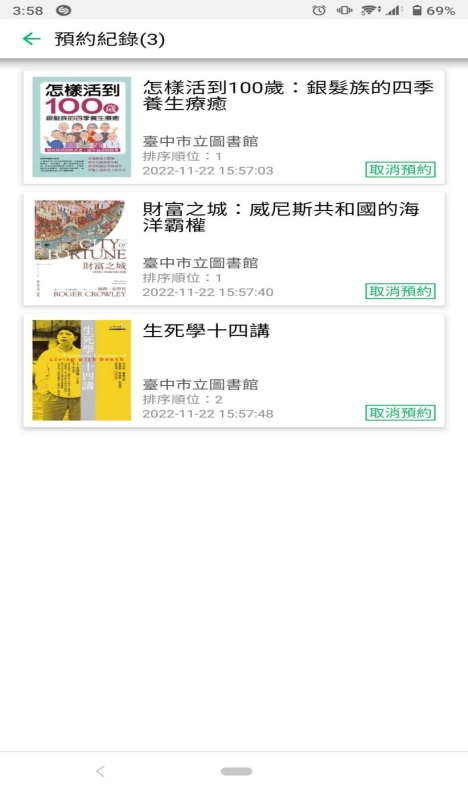 3:58
69%
預約紀錄(3)
怎樣活到
100歲
銀髮族的四季養生療癒
怎樣活到100歲：銀髮族的四季
養生療癒
臺中市立圖書館
排序順位：1
2022-11-22 15:57:03
取消預約
CITY of
FORTUNE
財富之城
ROGER CROWLEY
財富之城：威尼斯共和國的海
洋霸權
臺中市立圖書館
排序順位：1
2022-11-22 15:57:40
取消預約
生死學十四講
Living with Death
生死學十四講
臺中市立圖書館
排序順位：2
2022-11-22 15:57:48
取消預約